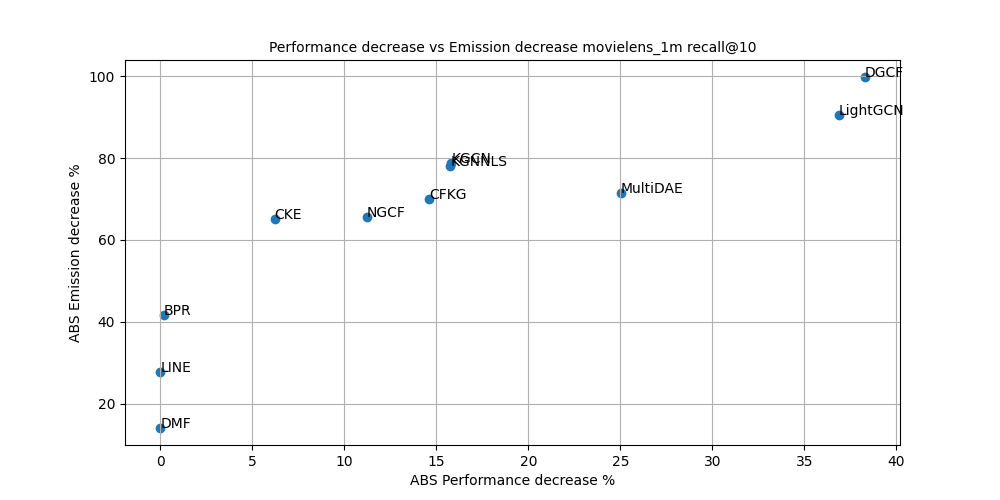 Performance decrease vs Emission decrease movielens_1m recall@10
ABS Emission decrease %
100
80
60
40
20
DGCF
LightGCN
KGCN
KGNNLS
MultiDAE
CFKG
CKE
NGCF
BPR
LINE
DMF
0
5
10
15
20
25
30
35
40
ABS Performance decrease %